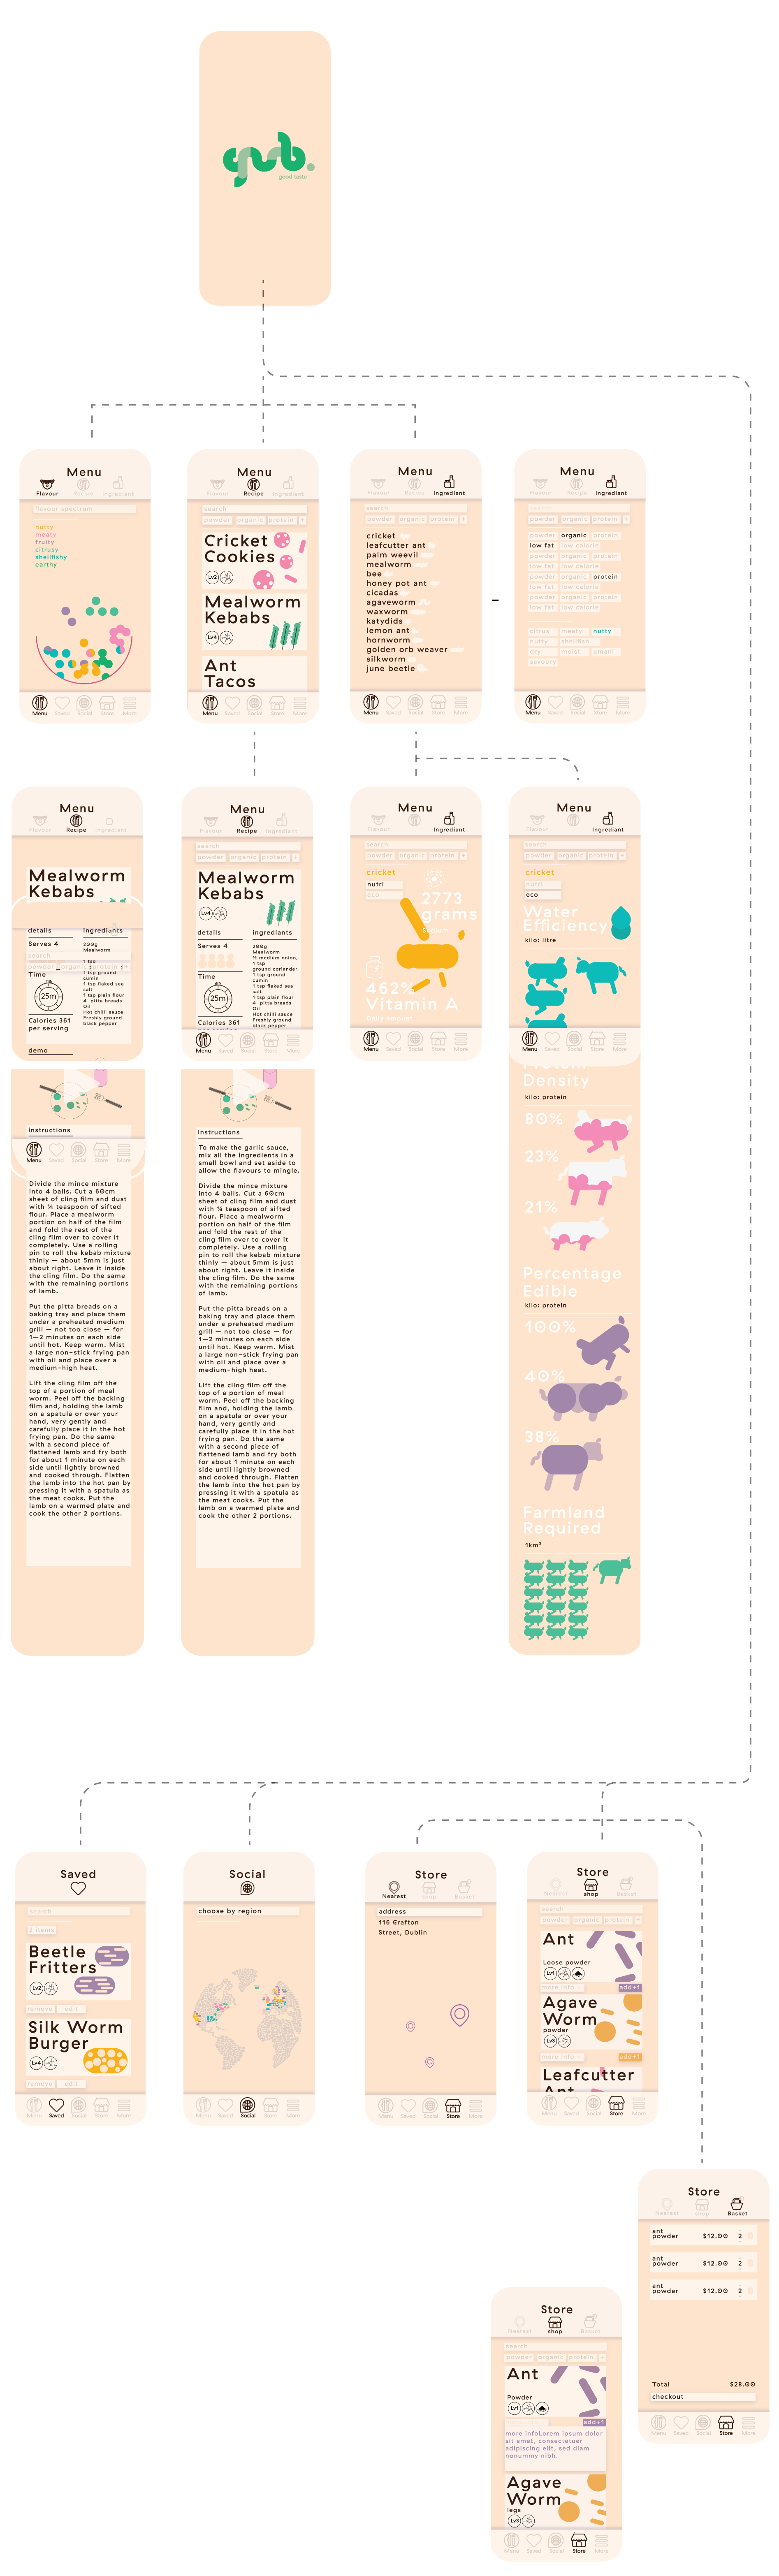 grub.
good taste
Menu
Flavour Recipe Ingrediant
flavour spectrum
nutty
meaty
fruity
citrusy
shellfishy
earthy
Menu Saved Social Store More
Menu
Flavour Recipe Ingrediant
search
powder organic protein +
Cricket
Cookies
Lv2
Mealworm
Kebabs
Lv4
Ant
Tacos
Menu Saved Social Store More
Menu
Flavour Recipe Ingrediant
search
powder organic protein +
cricket
leafcutter ant
palm weevil
mealworm
bee
honey pot ant
cicadas
agaveworm
waxworm
katydids
lemon ant
hornworm
golden orb weaver
silkworm
june beetle
Menu Saved Social Store More
Menu
Flavour Recipe Ingrediant
powder organic protein +
powder organic protein
low fat low calorie
powder organic protein
low fat low calorie
powder organic protein
low fat low calorie
powder organic protein
low fat low calorie
citrus meaty nutty
nutty shellfish
dry moist umani
savoury
Menu Saved Social Store More
Menu
Flavour Recipe Ingrediant
Mealworm
Kebabs
details
ingrediants
Serves 4
200g
Mealworm
search
powder organic protein +
1 tsp
ground
cumin
1 tsp flaked sea
salt
1 tsp plain flour
4 pitta breads
Oil
Hot chilli sauce
Freshly ground
black pepper
Time
25m
Calories 361
per serving
demo
instructions
Menu Saved Social Store More
Divide the mince mixture
into 4 balls. Cut a 60cm
sheet of cling film and dust
with ¼ teaspoon of sifted
flour. Place a mealworm
portion on half of the film
and fold the rest of the
cling film over to cover it
completely. Use a rolling
pin to roll the kebab mixture
thinly — about 5mm is just
about right. Leave it inside
the cling film. Do the same
with the remaining portions
of lamb.
Put the pitta breads on a
baking tray and place them
under a preheated medium
grill — not too close — for
1—2 minutes on each side
until hot. Keep warm. Mist
a large non-stick frying pan
with oil and place over a
medium-high heat.
Lift the cling film off the
top of a portion of meal
worm. Peel off the backing
film and, holding the lamb
on a spatula or over your
hand, very gently and
carefully place it in the hot
frying pan. Do the same
with a second piece of
flattened lamb and fry both
for about 1 minute on each
side until lightly browned
and cooked through. Flatten
the lamb into the hot pan by
pressing it with a spatula as
the meat cooks. Put the
lamb on a warmed plate and
cook the other 2 portions.
Menu
Flavour Recipe Ingrediant
search
powder organic protein +
Mealworm
Kebabs
Lv4
details
ingrediants
Serves 4
Time
25m
Calories 361
200g
Mealworm
½ medium onion,
1 tsp
ground coriander
1 tsp ground
cumin
1 tsp flaked sea
salt
1 tsp plain flour
4 pitta breads
Oil
Hot chilli sauce
Freshly ground
black pepper
Menu Saved Social Store More
instructions
To make the garlic sauce,
mix all the ingredients in a
small bowl and set aside to
allow the flavours to mingle.
Divide the mince mixture
into 4 balls. Cut a 60cm
sheet of cling film and dust
with ¼ teaspoon of sifted
flour. Place a mealworm
portion on half of the film
and fold the rest of the
cling film over to cover it
completely. Use a rolling
pin to roll the kebab mixture
thinly — about 5mm is just
about right. Leave it inside
the cling film. Do the same
with the remaining portions
of lamb.
Put the pitta breads on a
baking tray and place them
under a preheated medium
grill — not too close — for
1—2 minutes on each side
until hot. Keep warm. Mist
a large non-stick frying pan
with oil and place over a
medium-high heat.
Lift the cling film off the
top of a portion of meal
worm. Peel off the backing
film and, holding the lamb
on a spatula or over your
hand, very gently and
carefully place it in the hot
frying pan. Do the same
with a second piece of
flattened lamb and fry both
for about 1 minute on each
side until lightly browned
and cooked through. Flatten
the lamb into the hot pan by
pressing it with a spatula as
the meat cooks. Put the
lamb on a warmed plate and
cook the other 2 portions.
Menu
Flavour Ingrediant
search
powder organic protein +
cricket
nutri
eco
2773
grams
Sodium
462%
Vitamin A
Daily amount
Menu Saved Social Store More
Menu
Flavour Ingrediant
search
powder organic protein +
cricket
nutri
eco
Water
Efficiency
kilo: litre
Menu Saved Social Store More
Protein
Density
kilo: protein
80%
23%
21%
Percentage
Edible
kilo: protein
100%
40%
38%
Farmland
Required
1km²
Saved
search
2 items
Beetle
Fritters
Lv2
remove edit
Silk Worm
Burger
Lv4
remove edit
Menu Saved Social Store More
Social
choose by region
Menu Saved Social Store More
Store
Nearest shop Basket
address
116 Grafton
Street, Dublin
Menu Saved Social Store More
Store
Nearest shop Basket
search
powder organic protein +
Ant
Loose powder
Lv1
more info add+1
Agave
Worm
powder
Lv3
more info add+1
Leafcutter
Ant
Menu Saved Social Store More
Store
Nearest shop Basket
ant
powder $12.00 2
ant
powder $12.00 2
ant
powder $12.00 2
Total $28.00
checkout
Menu Saved Social Store More
Store
Nearest shop Basket
search
powder organic protein +
Ant
Powder
Lv1
add+1
more infoLorem ipsum dolor
sit amet, consectetuer
adipiscing elit, sed diam
nonummy nibh.
Agave
Worm
legs
Lv3
Menu Saved Social Store More